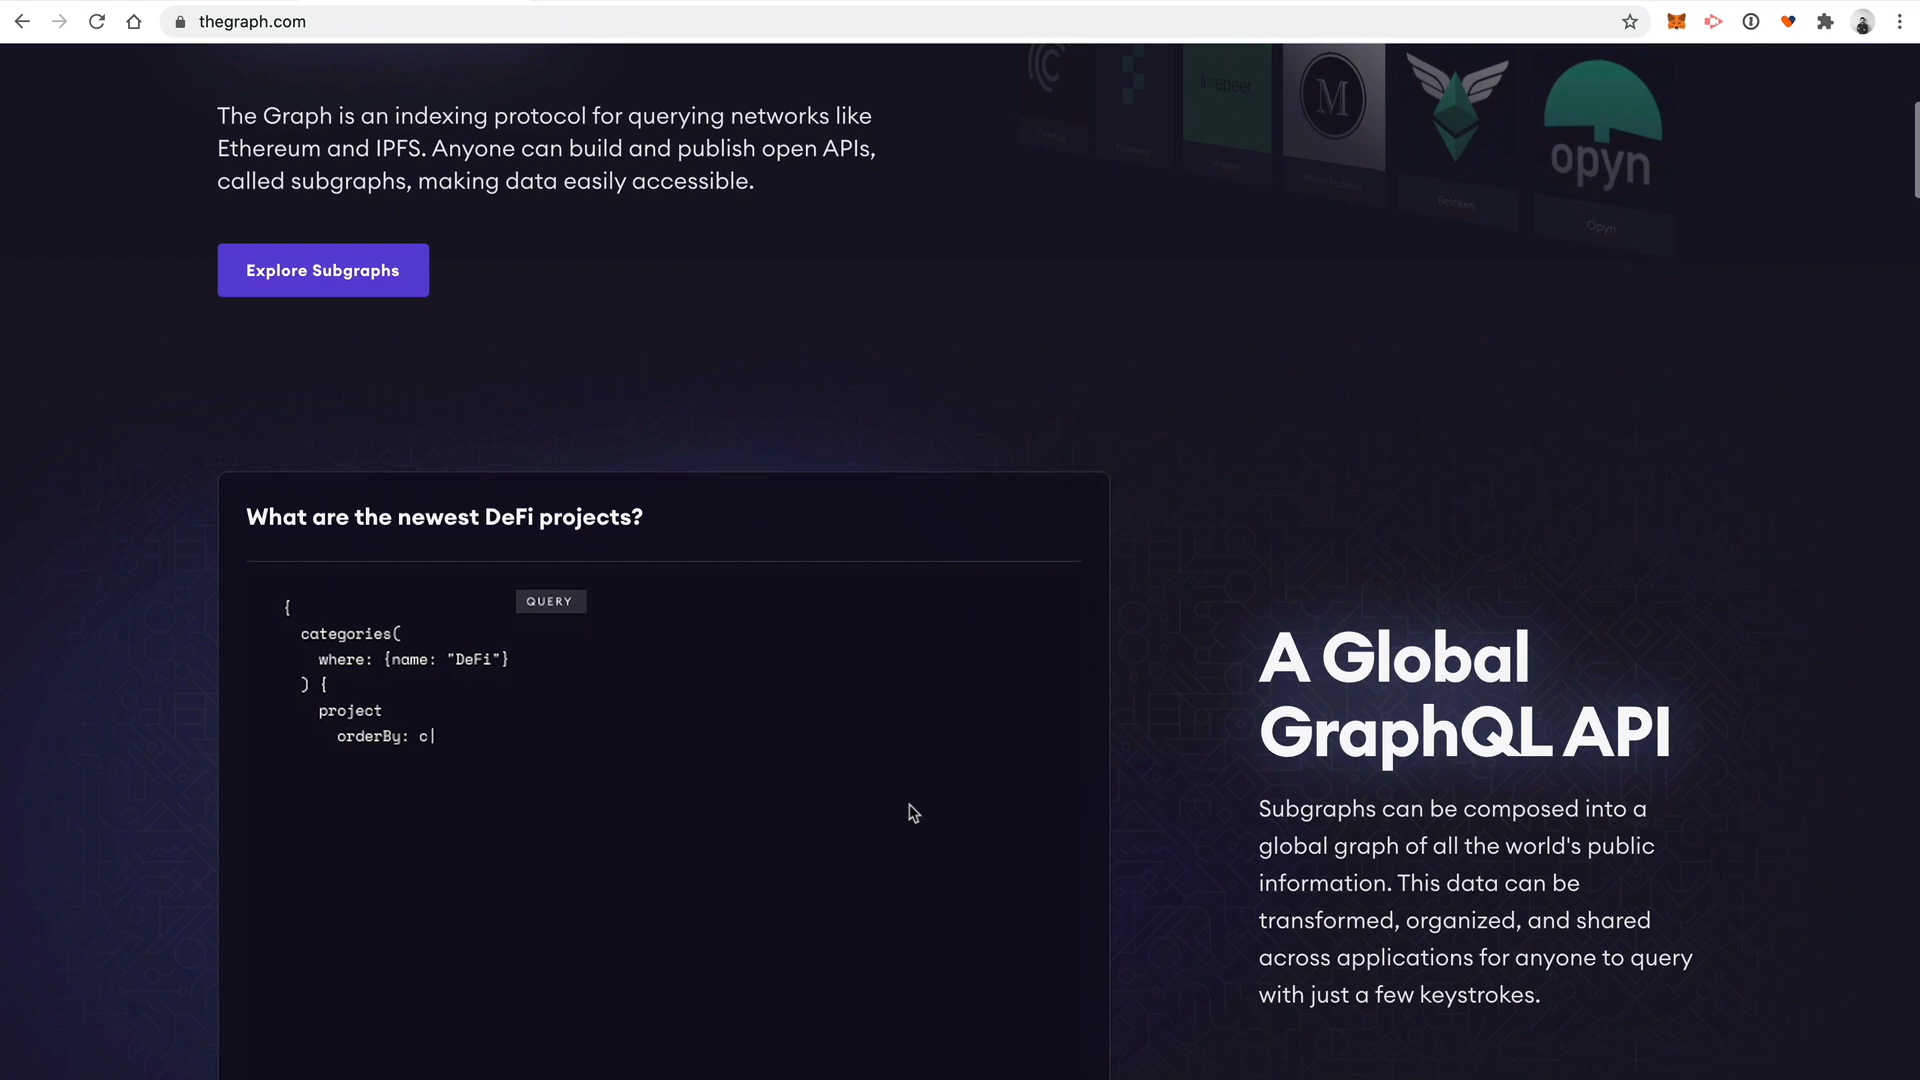 thegraph.com
The Graph is an indexing protocol for querying networks like
Ethereum and IPFS. Anyone can build and publish open APIs,
called subgraphs, making data easily accessible.
Explore Subgraphs
livepeer
M
opyn
Livepeer
Betoken
Opyn
What are the newest DeFi projects?
QUERY
{
categories(
where: {name: "DeFi"}
) {
project
orderBy: c|
A Global
GraphQL API
Subgraphs can be composed into a
global graph of all the world's public
information. This data can be
transformed, organized, and shared
across applications for anyone to query
with just a few keystrokes.